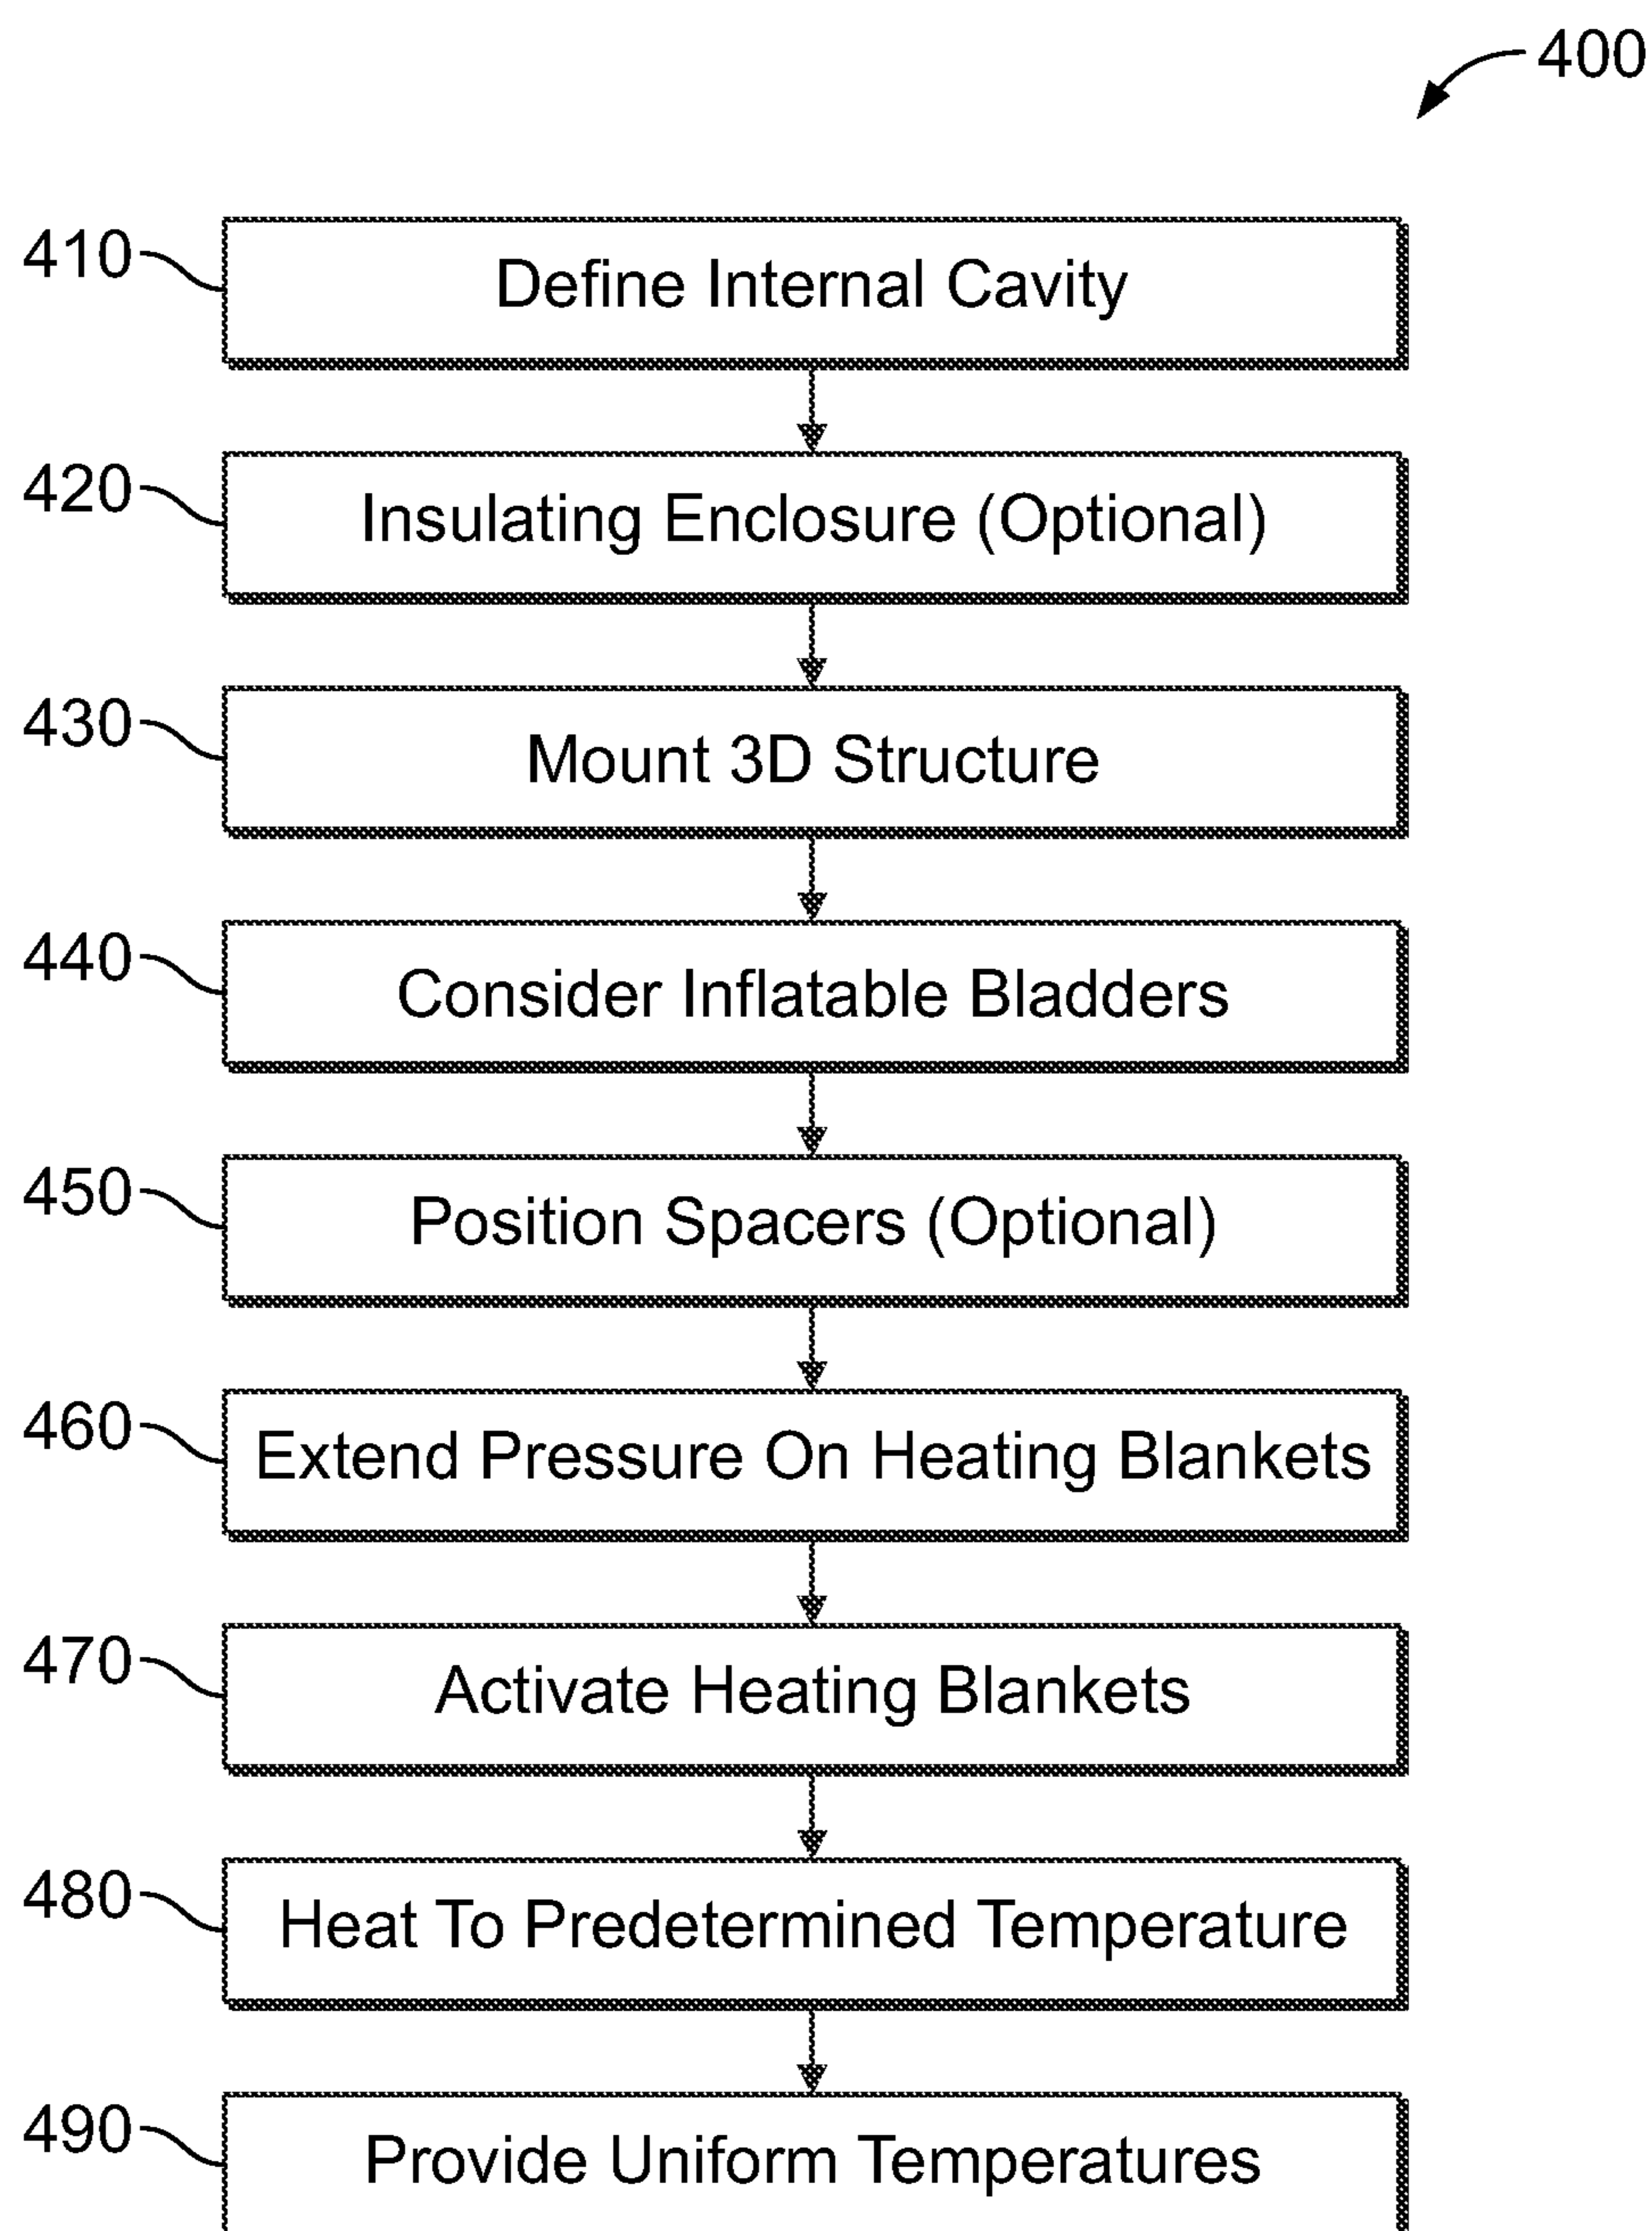 400
410 Define Internal Cavity
420 Insulating Enclosure (Optional)
430 Mount 3D Structure
440 Consider Inflatable Bladders
450 Position Spacers (Optional)
460 Extend Pressure On Heating Blankets
470 Activate Heating Blankets
480 Heat To Predetermined Temperature
490 Provide Uniform Temperatures